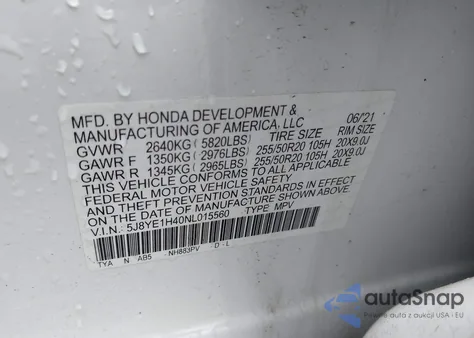 MFD. BY HONDA DEVELOPMENT &
MANUFACTURING OF AMERICA, LLC 06/21
GVWR 2640KG ( 5820LBS) TIRE SIZE RIM SIZE
GAWR F 1350KG ( 2976LBS) 255/50R20 105H 20X9.0J
GAWR R 1345KG ( 2965LBS) 255/50R20 105H 20X9.0J
THIS VEHICLE CONFORMS TO ALL APPLICABLE
FEDERAL MOTOR VEHICLE SAFETY
AND THEFT PREVENTION STANDARDS IN EFFECT
ON THE DATE OF MANUFACTURE SHOWN ABOVE.
V.I.N.: 5J8YE1H40NL015560 TYPE: MPV
TYA N AB5 NH883PV D - L
autoSnap
aukcje z USA - EU